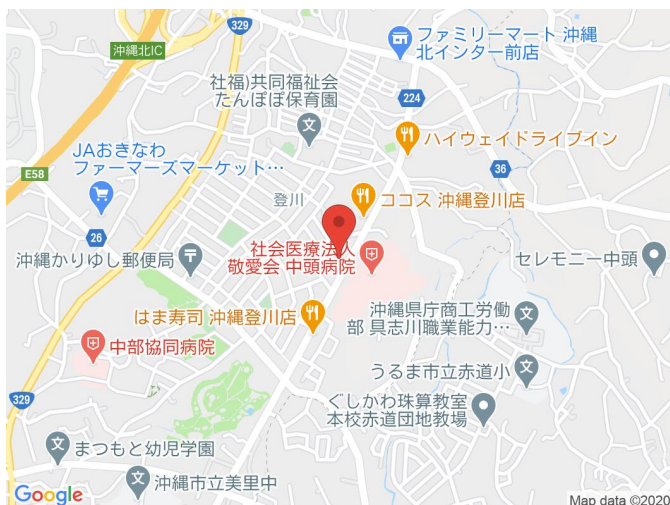 329
沖縄北IC
ファミリーマート 沖縄
北インター前店
社福)共同福祉会
たんぽぽ保育園
224
ハイウェイドライブイン
JAおきなわ
ファーマーズマーケット…
E58
36
登川
ココス 沖縄登川店
26
沖縄かりゆし郵便局
社会医療法人
敬愛会 中頭病院
セレモニー中頭
はま寿司 沖縄登川店
沖縄県庁商工労働
部 具志川職業能力…
中部協同病院
うるま市立赤道小
329
ぐしかわ珠算教室
本校赤道団地教場
まつもと幼児学園
沖縄市立美里中
Google
Map data ©2020